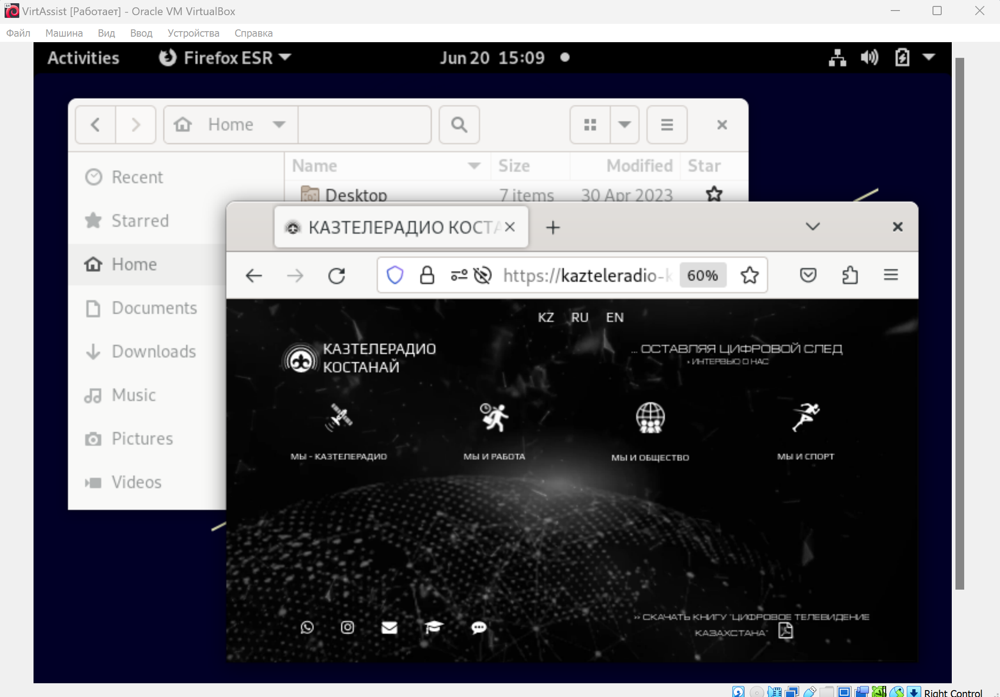 VirtAssist [Работает] - Oracle VM VirtualBox
Файл Машина Вид Ввод Устройства Справка
Activities Firefox ESR Jun 20 15:09
Home
Name Size Modified Star
Recent
Desktop 7 items 30 Apr 2023
Starred
КАЗТЕЛЕРАДИО КОСТА
Home
https://kazteleradio-k 60%
Documents
KZ RU EN
Downloads
КАЗТЕЛЕРАДИО
КОСТАНАЙ
... ОСТАВЛЯЯ ЦИФРОВОЙ СЛЕД
• ИНТЕРВЬЮ О НАС
Music
Pictures
МЫ - КАЗТЕЛЕРАДИО МЫ И РАБОТА МЫ И ОБЩЕСТВО МЫ И СПОРТ
Videos
» СКАЧАТЬ КНИГУ "ЦИФРОВОЕ ТЕЛЕВИДЕНИЕ
КАЗАХСТАНА"
Right Control